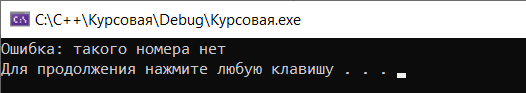 C:\C++\Курсовая\Debug\Курсовая.exe
Ошибка: такого номера нет
Для продолжения нажмите любую клавишу . . .